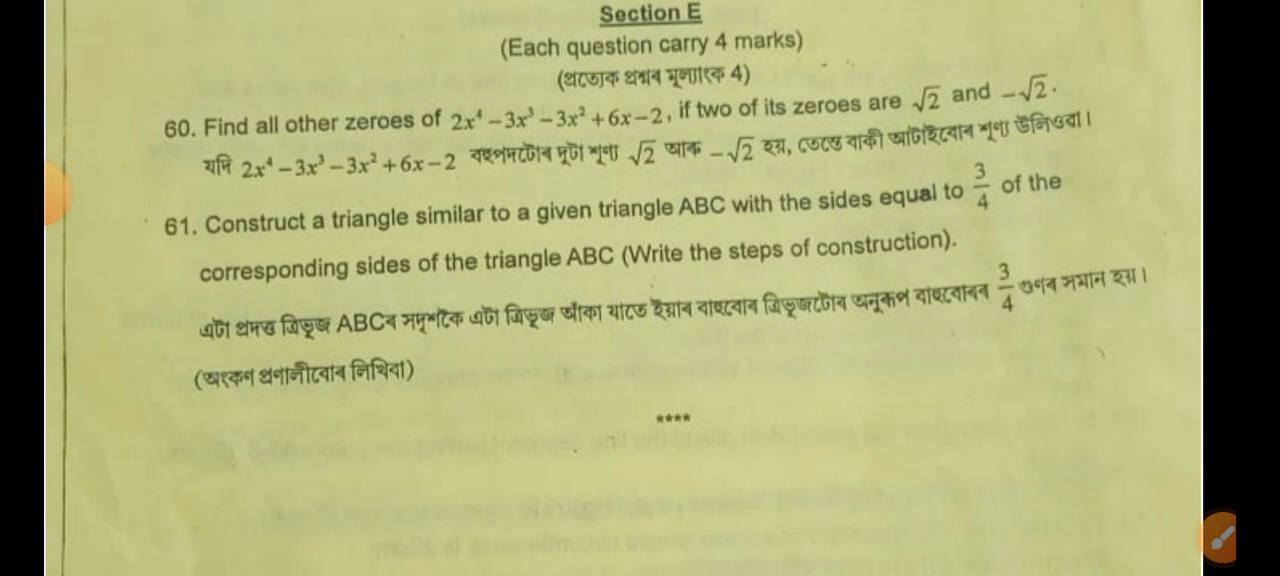 Section E
(Each question carry 4 marks)
(প্ৰত্যেক প্ৰশ্নৰ মূল্যাংক 4)
60. Find all other zeroes of 2x⁴ – 3x³ – 3x² + 6x – 2, if two of its zeroes are √2 and –√2.
যদি 2x⁴ – 3x³ – 3x² + 6x – 2 বহুপদটোৰ দুটা শূণ্য √2 আৰু –√2 হয়, তেন্তে বাকী আটাইবোৰ শূণ্য উলিওৱা।
61. Construct a triangle similar to a given triangle ABC with the sides equal to 3/4 of the
corresponding sides of the triangle ABC (Write the steps of construction).
এটা প্ৰদত্ত ত্ৰিভূজ ABCৰ সদৃশকৈ এটা ত্ৰিভূজ আঁকা যাতে ইয়াৰ বাহুবোৰ ত্ৰিভূজটোৰ অনুৰূপ বাহুবোৰৰ 3/4 গুণৰ সমান হয়।
(অংকণ প্ৰণালীবোৰ লিখিবা)
****